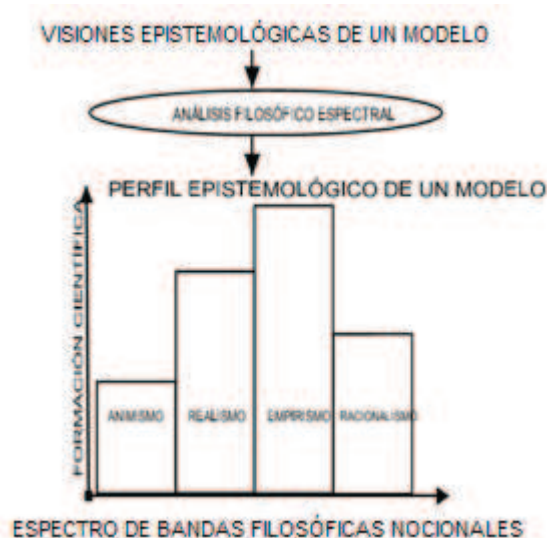 VISIONES EPISTEMOLÓGICAS DE UN MODELO
ANÁLISIS FILOSÓFICO ESPECTRAL
PERFIL EPISTEMOLÓGICO DE UN MODELO
FORMACIÓN CIENTÍFICA
ANIMISMO
REALISMO
EMPIRISMO
RACIONALISMO
ESPECTRO DE BANDAS FILOSÓFICAS NOCIONALES